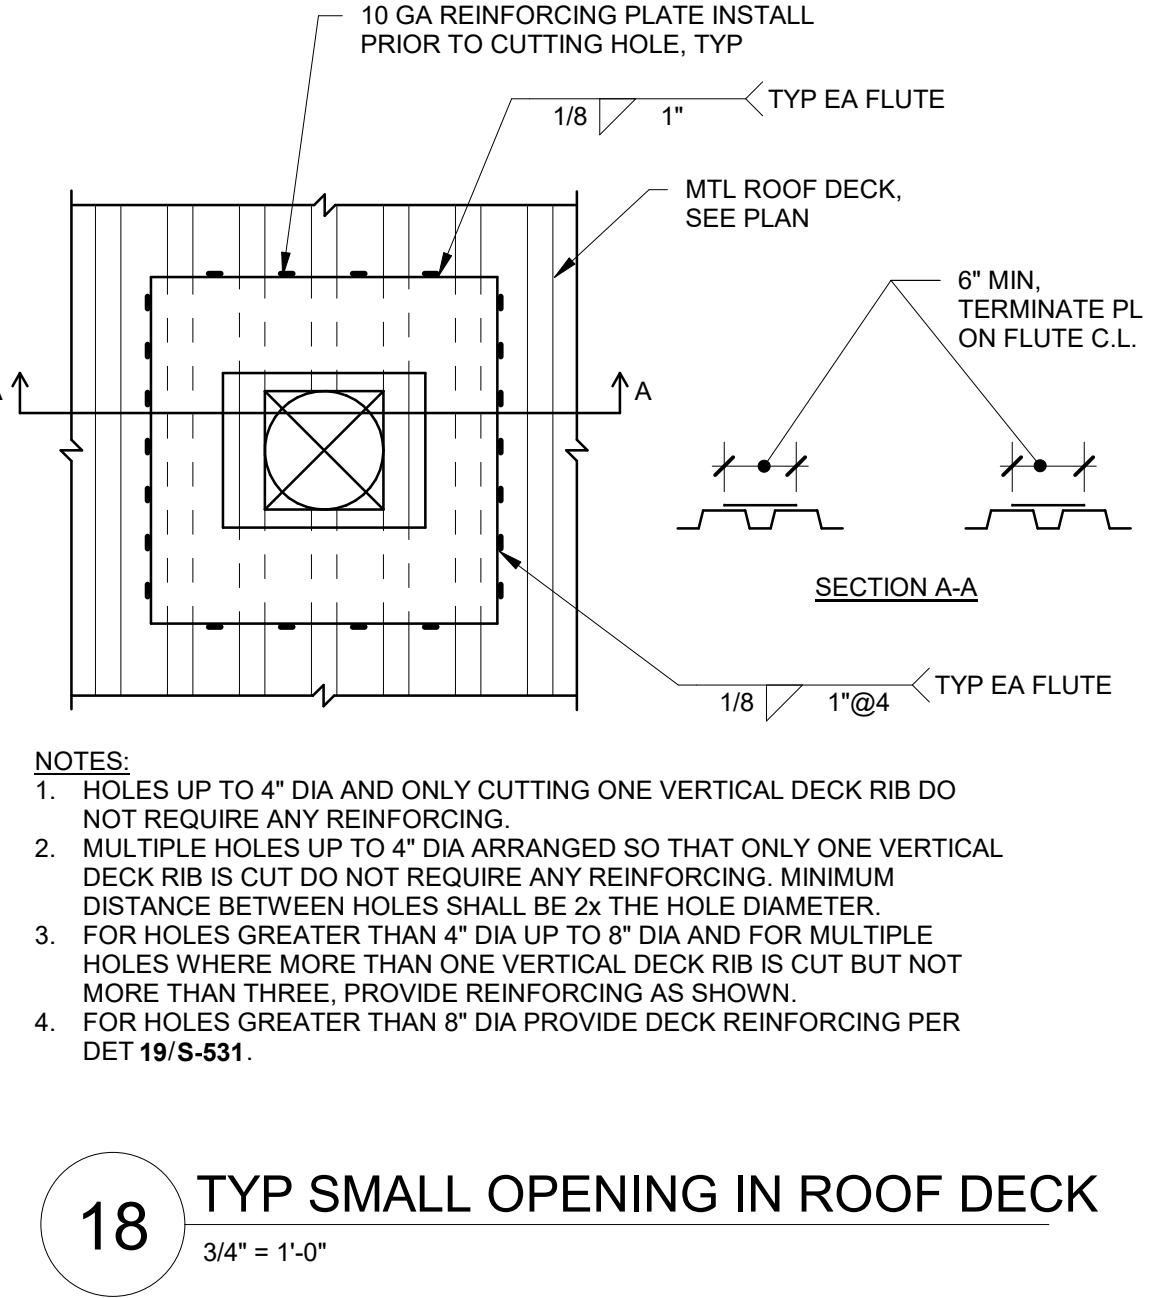 10 GA REINFORCING PLATE INSTALL
PRIOR TO CUTTING HOLE, TYP
1/8 1" TYP EA FLUTE
MTL ROOF DECK,
SEE PLAN
6" MIN,
TERMINATE PL
ON FLUTE C.L.
A
SECTION A-A
1/8 1"@4 TYP EA FLUTE
NOTES:
1. HOLES UP TO 4" DIA AND ONLY CUTTING ONE VERTICAL DECK RIB DO
NOT REQUIRE ANY REINFORCING.
2. MULTIPLE HOLES UP TO 4" DIA ARRANGED SO THAT ONLY ONE VERTICAL
DECK RIB IS CUT DO NOT REQUIRE ANY REINFORCING. MINIMUM
DISTANCE BETWEEN HOLES SHALL BE 2x THE HOLE DIAMETER.
3. FOR HOLES GREATER THAN 4" DIA UP TO 8" DIA AND FOR MULTIPLE
HOLES WHERE MORE THAN ONE VERTICAL DECK RIB IS CUT BUT NOT
MORE THAN THREE, PROVIDE REINFORCING AS SHOWN.
4. FOR HOLES GREATER THAN 8" DIA PROVIDE DECK REINFORCING PER
DET 19/S-531.
18 TYP SMALL OPENING IN ROOF DECK
3/4" = 1'-0"